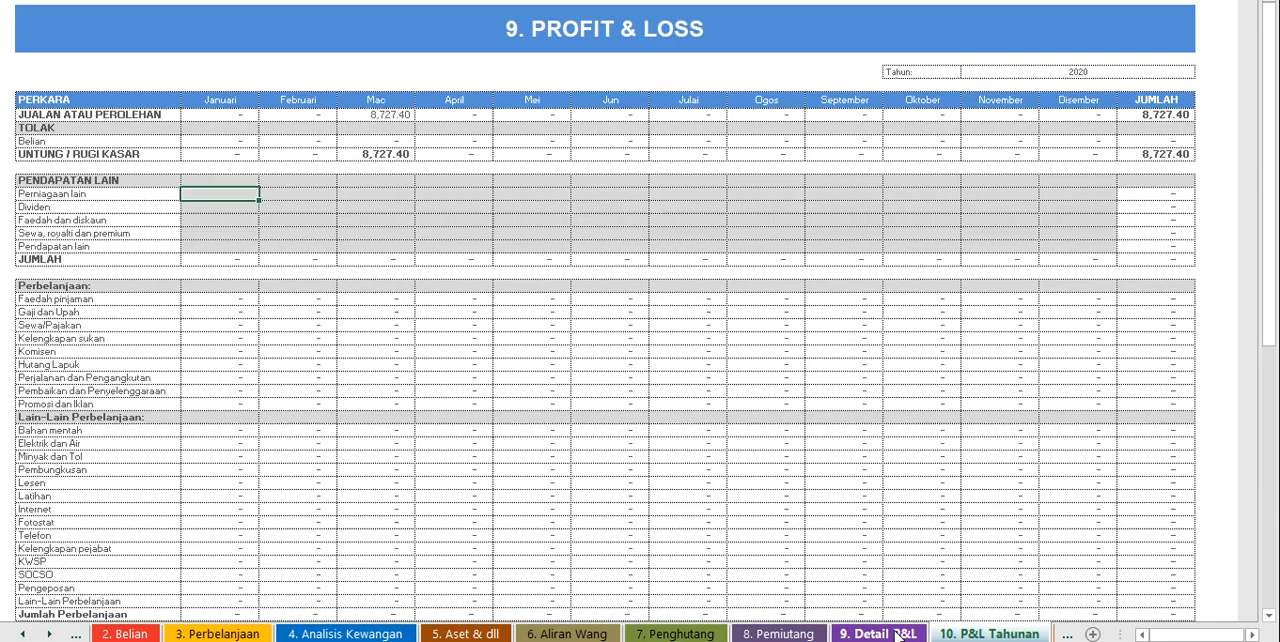 9. PROFIT & LOSS
Tahun: 2020
PERKARA Januari Februari Mac April Mei Jun Julai Ogos September Oktober November Disember JUMLAH
JUALAN ATAU PEROLEHAN - - 8,727.40 - - - - - - - - - 8,727.40
TOLAK
Belian - - - - - - - - - - - - -
UNTUNG / RUGI KASAR - - 8,727.40 - - - - - - - - - 8,727.40
PENDAPATAN LAIN
Perniagaan lain -
Dividen -
Faedah dan diskaun -
Sewa, royalti dan premium -
Pendapatan lain -
JUMLAH - - - - - - - - - - - - -
Perbelanjaan:
Faedah pinjaman - - - - - - - - - - - - -
Gaji dan Upah - - - - - - - - - - - - -
Sewa/Pajakan - - - - - - - - - - - - -
Kelengkapan sukan - - - - - - - - - - - - -
Komisen - - - - - - - - - - - - -
Hutang Lapuk - - - - - - - - - - - - -
Perjalanan dan Pengangkutan - - - - - - - - - - - - -
Pembaikan dan Penyelenggaraan - - - - - - - - - - - - -
Promosi dan Iklan - - - - - - - - - - - - -
Lain-Lain Perbelanjaan:
Bahan mentah - - - - - - - - - - - - -
Elektrik dan Air - - - - - - - - - - - - -
Minyak dan Tol - - - - - - - - - - - - -
Pembungkusan - - - - - - - - - - - - -
Lesen - - - - - - - - - - - - -
Latihan - - - - - - - - - - - - -
Internet - - - - - - - - - - - - -
Fotostat - - - - - - - - - - - - -
Telefon - - - - - - - - - - - - -
Kelengkapan pejabat - - - - - - - - - - - - -
KWSP - - - - - - - - - - - - -
SOCSO - - - - - - - - - - - - -
Pengeposan - - - - - - - - - - - - -
Lain-Lain Perbelanjaan - - - - - - - - - - - - -
Jumlah Perbelanjaan - - - - - - - - - - - - -
... 2. Belian 3. Perbelanjaan 4. Analisis Kewangan 5. Aset & dll 6. Aliran Wang 7. Penghutang 8. Pemiutang 9. Detail P&L 10. P&L Tahunan ...